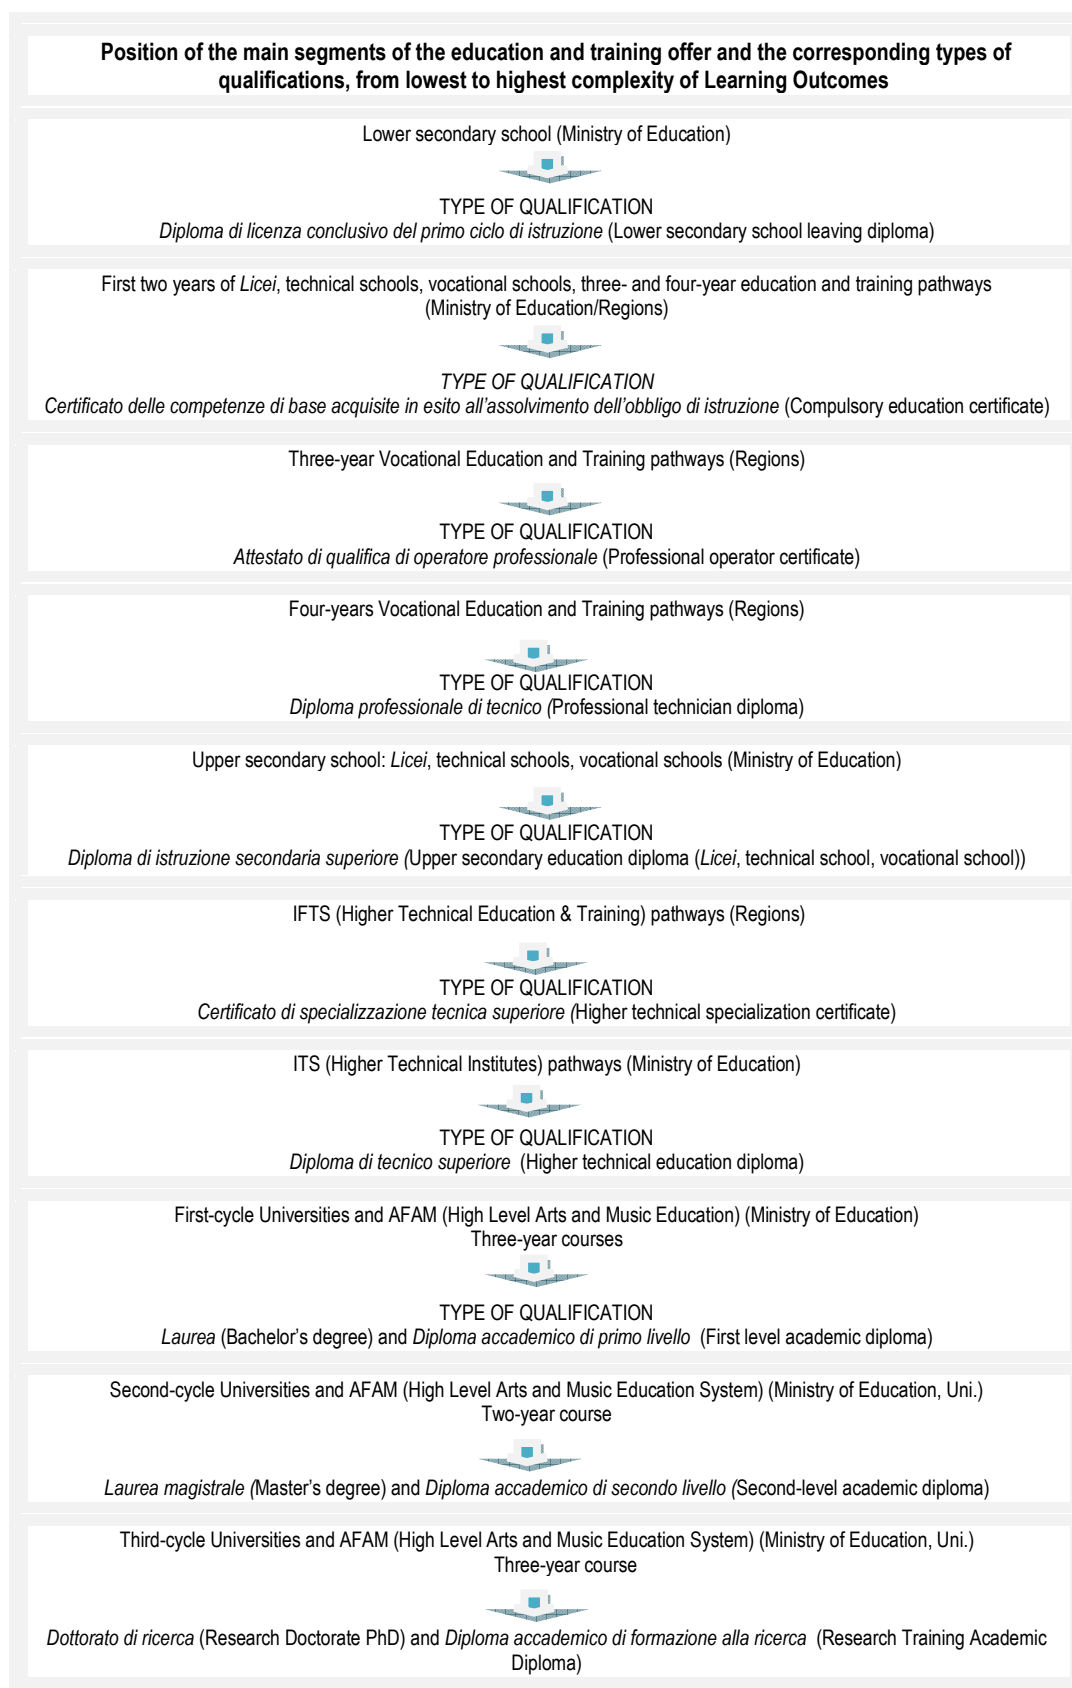 Position of the main segments of the education and training offer and the corresponding types of
qualifications, from lowest to highest complexity of Learning Outcomes
Lower secondary school (Ministry of Education)
TYPE OF QUALIFICATION
Diploma di licenza conclusivo del primo ciclo di istruzione (Lower secondary school leaving diploma)
First two years of Licei, technical schools, vocational schools, three- and four-year education and training pathways
(Ministry of Education/Regions)
TYPE OF QUALIFICATION
Certificato delle competenze di base acquisite in esito all’assolvimento dell’obbligo di istruzione (Compulsory education certificate)
Three-year Vocational Education and Training pathways (Regions)
TYPE OF QUALIFICATION
Attestato di qualifica di operatore professionale (Professional operator certificate)
Four-years Vocational Education and Training pathways (Regions)
TYPE OF QUALIFICATION
Diploma professionale di tecnico (Professional technician diploma)
Upper secondary school: Licei, technical schools, vocational schools (Ministry of Education)
TYPE OF QUALIFICATION
Diploma di istruzione secondaria superiore (Upper secondary education diploma (Licei, technical school, vocational school))
IFTS (Higher Technical Education & Training) pathways (Regions)
TYPE OF QUALIFICATION
Certificato di specializzazione tecnica superiore (Higher technical specialization certificate)
ITS (Higher Technical Institutes) pathways (Ministry of Education)
TYPE OF QUALIFICATION
Diploma di tecnico superiore (Higher technical education diploma)
First-cycle Universities and AFAM (High Level Arts and Music Education) (Ministry of Education)
Three-year courses
TYPE OF QUALIFICATION
Laurea (Bachelor’s degree) and Diploma accademico di primo livello (First level academic diploma)
Second-cycle Universities and AFAM (High Level Arts and Music Education System) (Ministry of Education, Uni.)
Two-year course
Laurea magistrale (Master’s degree) and Diploma accademico di secondo livello (Second-level academic diploma)
Third-cycle Universities and AFAM (High Level Arts and Music Education System) (Ministry of Education, Uni.)
Three-year course
Dottorato di ricerca (Research Doctorate PhD) and Diploma accademico di formazione alla ricerca (Research Training Academic
Diploma)